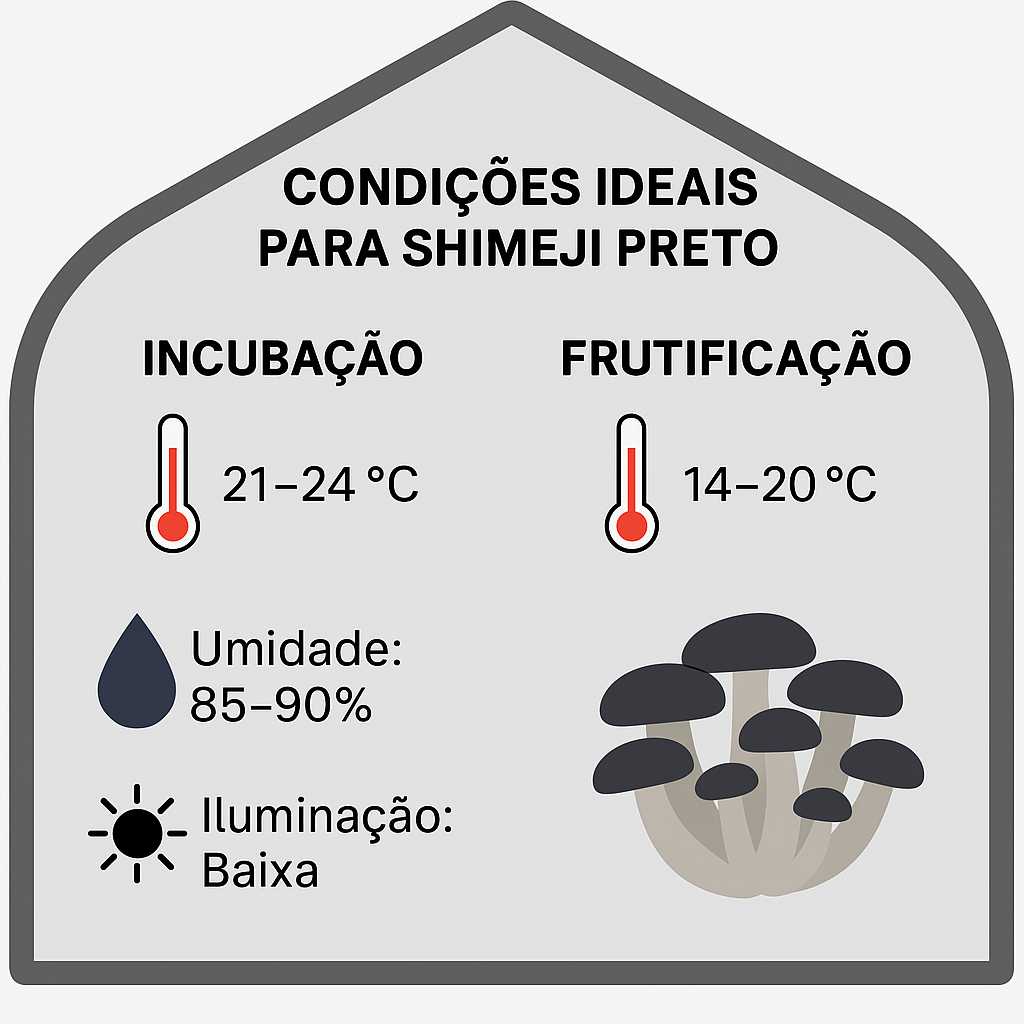 CONDIÇÕES IDEAIS
PARA SHIMEJI PRETO
INCUBAÇÃO
21–24 °C
Umidade:
85–90%
Iluminação:
Baixa
FRUTIFICAÇÃO
14–20 °C